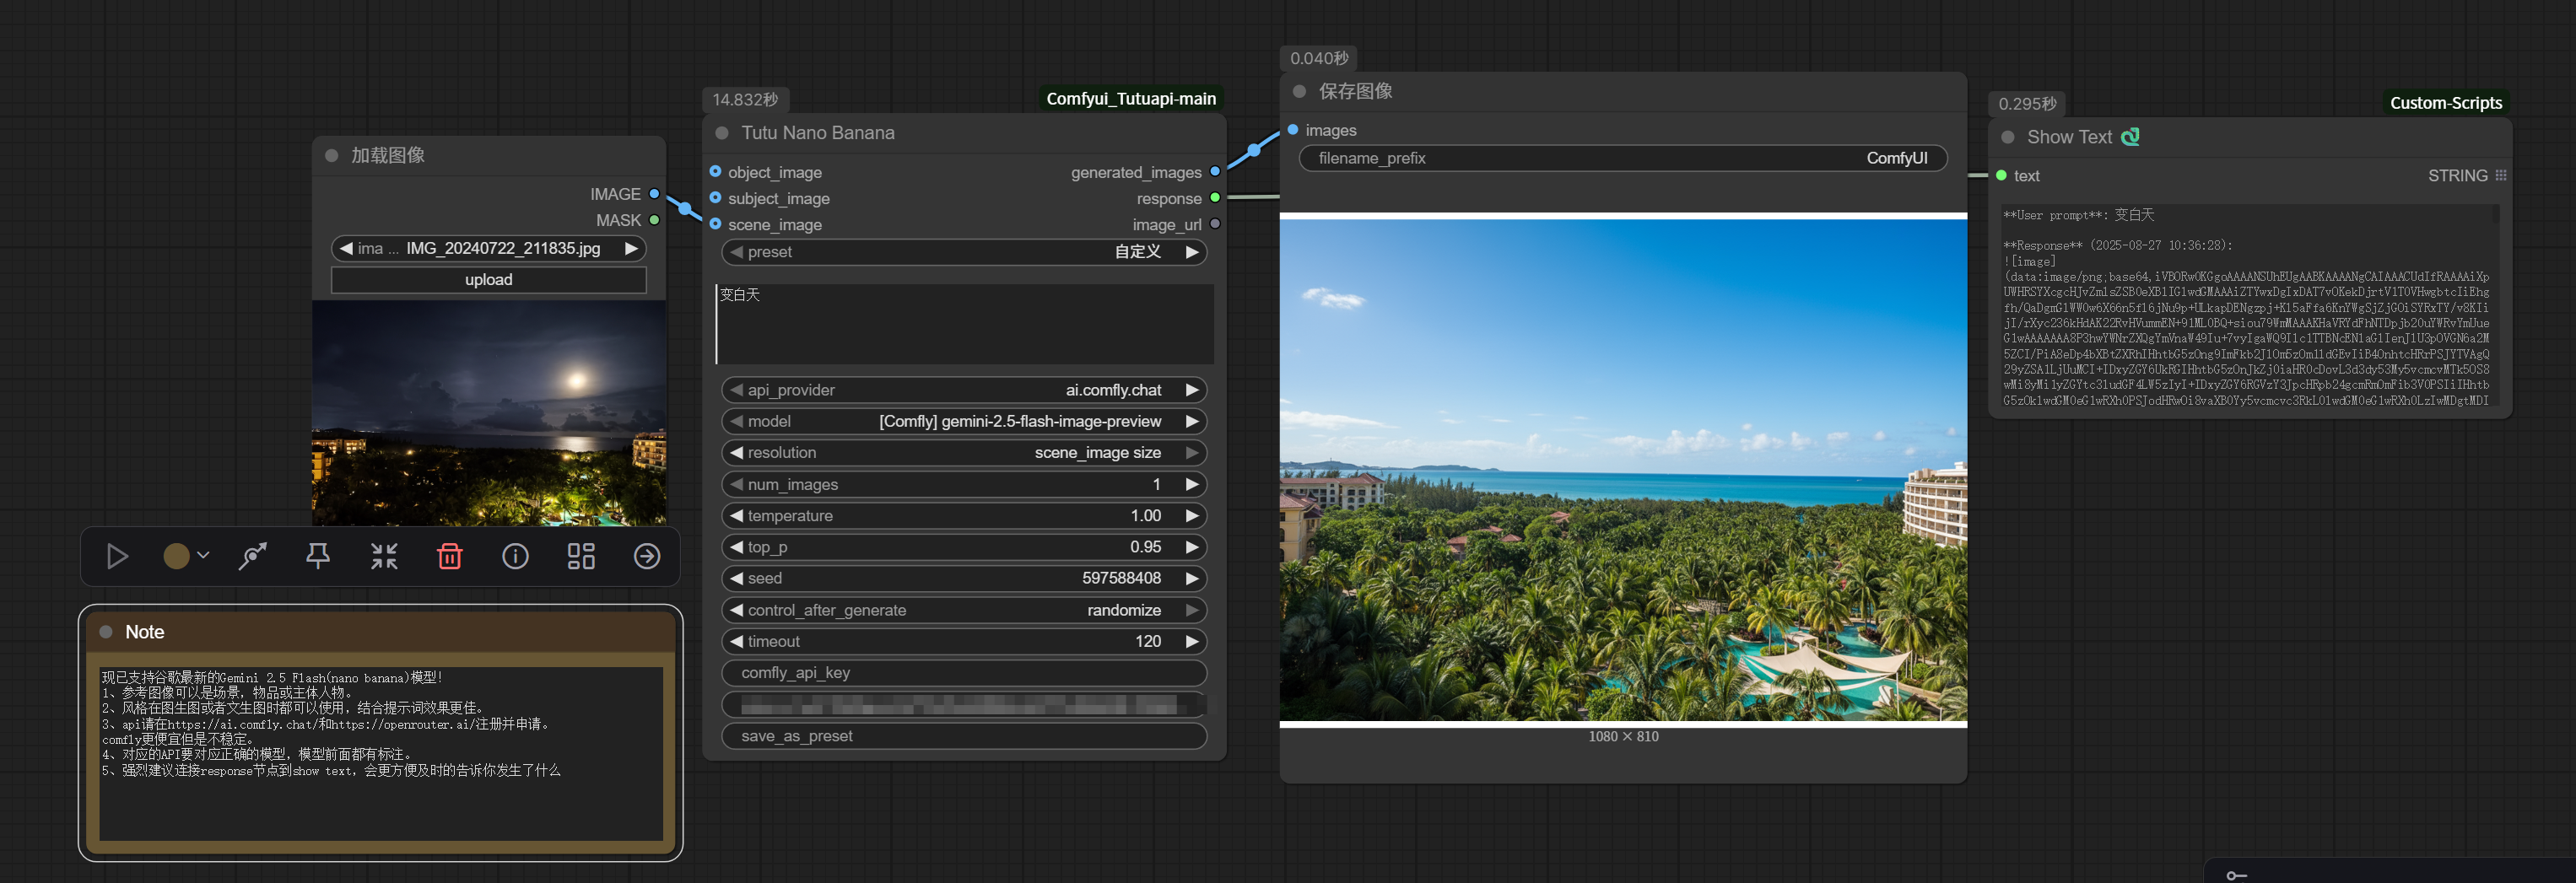 加载图像
IMAGE
MASK
ima ... IMG_20240722_211835.jpg
upload
Note
现已支持谷歌最新的Gemini 2.5 Flash(nano banana)模型！
1、参考图像可以是场景，物品或主体人物。
2、风格在图生图或者文生图时都可以使用，结合提示词效果更佳。
3、api请在https://ai.comfly.chat/和https://openrouter.ai/注册并申请。
comfly更便宜但是不稳定。
4、对应的API要对应正确的模型，模型前面都有标注。
5、强烈建议连接response节点到show text，会更方便及时的告诉你发生了什么
14.832秒
Comfyui_Tutuapi-main
Tutu Nano Banana
object_image generated_images
subject_image response
scene_image image_url
preset 自定义
变白天
api_provider ai.comfly.chat
model [Comfly] gemini-2.5-flash-image-preview
resolution scene_image size
num_images 1
temperature 1.00
top_p 0.95
seed 597588408
control_after_generate randomize
timeout 120
comfly_api_key
save_as_preset
0.040秒
保存图像
images
filename_prefix ComfyUI
1080 × 810
0.295秒
Custom-Scripts
Show Text
text STRING
**User prompt**: 变白天
**Response** (2025-08-27 10:36:28):
![image]